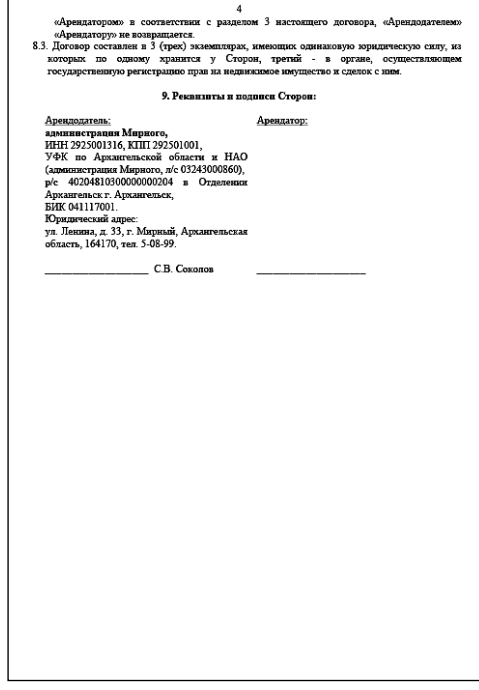 4
«Арендатором» в соответствии с разделом 3 настоящего договора, «Арендодателем»
«Арендатору» не возвращается.
8.3. Договор составлен в 3 (трех) экземплярах, имеющих одинаковую юридическую силу, из
которых по одному хранится у Сторон, третий - в органе, осуществляющем
государственную регистрацию прав на недвижимое имущество и сделок с ним.
9. Реквизиты и подписи Сторон:
Арендодатель: Арендатор:
администрация Мирного,
ИНН 2925001316, КПП 292501001,
УФК по Архангельской области и НАО
(администрация Мирного, л/с 03243000860),
р/с 40204810300000000204 в Отделении
Архангельск г. Архангельск,
БИК 041117001.
Юридический адрес:
ул. Ленина, д. 33, г. Мирный, Архангельская
область, 164170, тел. 5-08-99.
____________________ С.В. Соколов ____________________